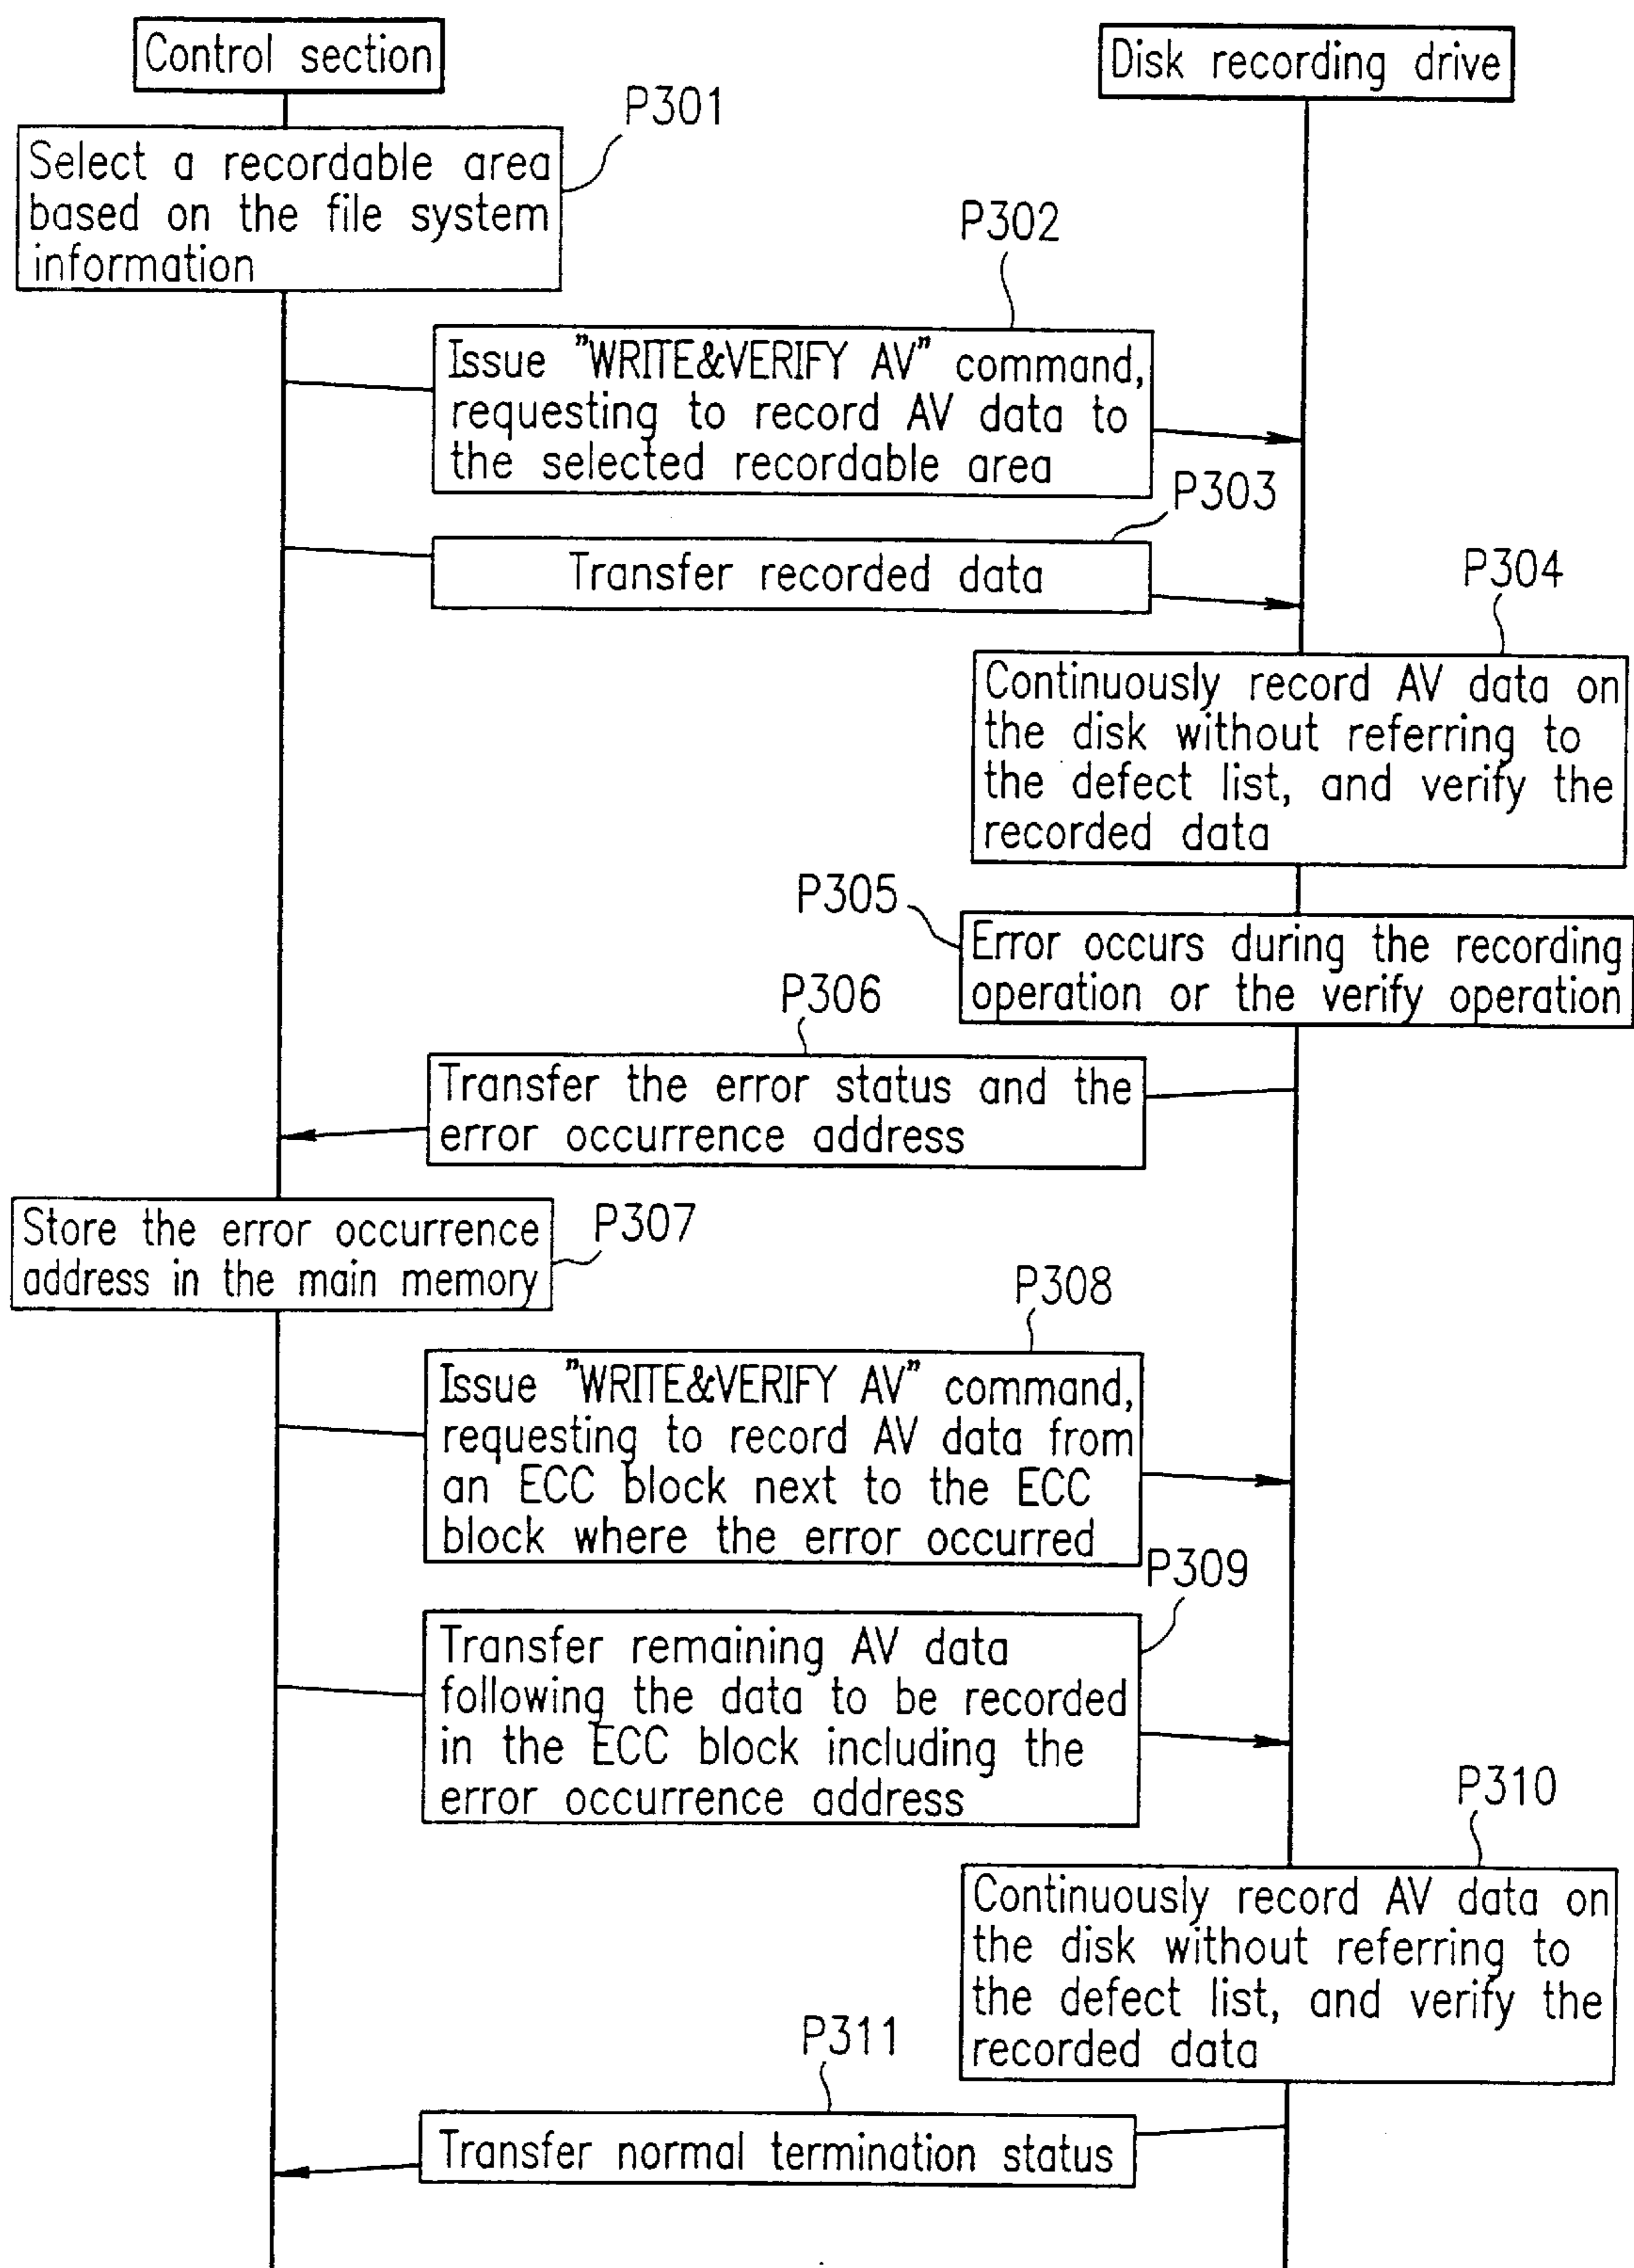 Control section
Disk recording drive
P301
Select a recordable area
based on the file system
information
P302
Issue "WRITE&VERIFY AV" command,
requesting to record AV data to
the selected recordable area
P303
Transfer recorded data
P304
Continuously record AV data on
the disk without referring to
the defect list, and verify the
recorded data
P305
Error occurs during the recording
operation or the verify operation
P306
Transfer the error status and the
error occurrence address
Store the error occurrence
address in the main memory
P307
P308
Issue "WRITE&VERIFY AV" command,
requesting to record AV data from
an ECC block next to the ECC
block where the error occurred
P309
Transfer remaining AV data
following the data to be recorded
in the ECC block including the
error occurrence address
P310
Continuously record AV data on
the disk without referring to
the defect list, and verify the
recorded data
P311
Transfer normal termination status